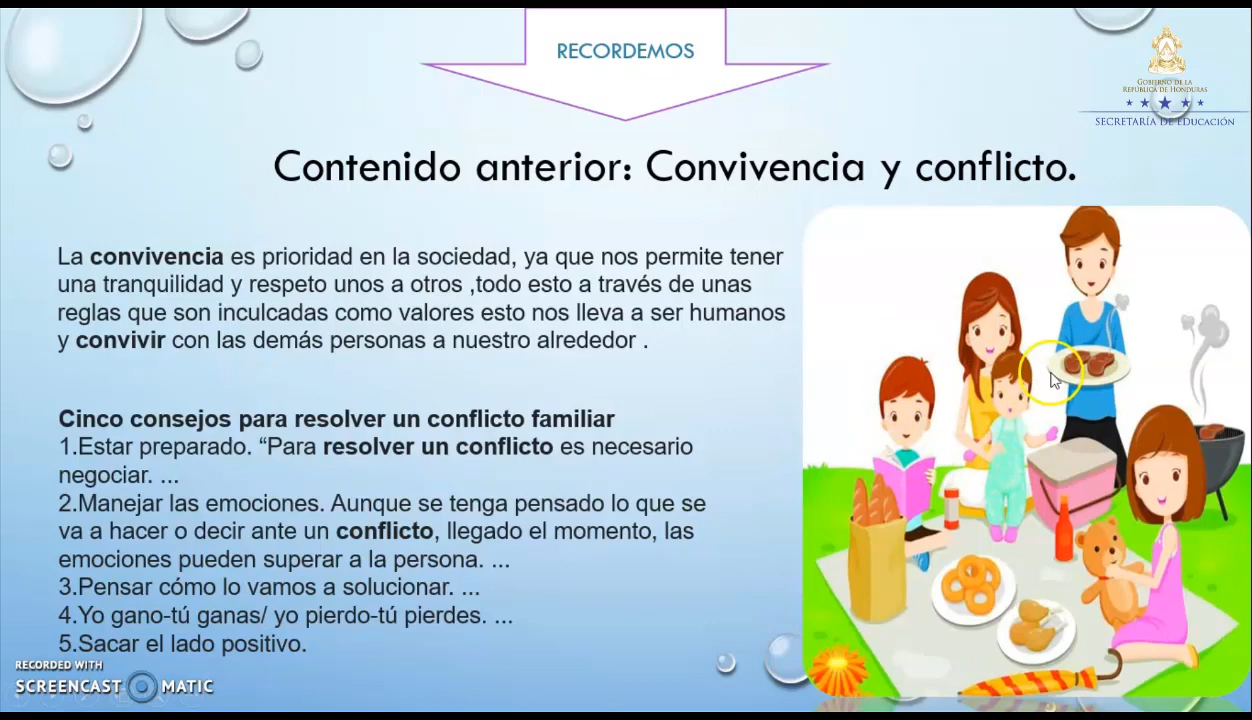 RECORDEMOS
GOBIERNO DE LA
REPÚBLICA DE HONDURAS
SECRETARÍA DE EDUCACIÓN
Contenido anterior: Convivencia y conflicto.
La convivencia es prioridad en la sociedad, ya que nos permite tener
una tranquilidad y respeto unos a otros ,todo esto a través de unas
reglas que son inculcadas como valores esto nos lleva a ser humanos
y convivir con las demás personas a nuestro alrededor .
Cinco consejos para resolver un conflicto familiar
1.Estar preparado. “Para resolver un conflicto es necesario
negociar. ...
2.Manejar las emociones. Aunque se tenga pensado lo que se
va a hacer o decir ante un conflicto, llegado el momento, las
emociones pueden superar a la persona. ...
3.Pensar cómo lo vamos a solucionar. ...
4.Yo gano-tú ganas/ yo pierdo-tú pierdes. ...
5.Sacar el lado positivo.
RECORDED WITH
SCREENCAST MATIC